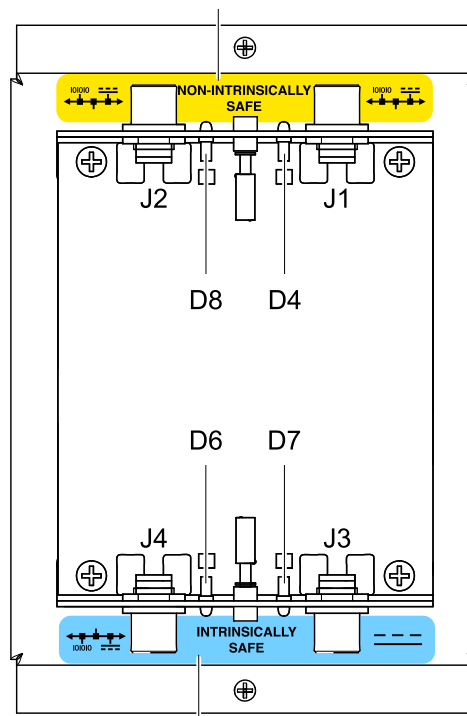 IOIOIO NON-INTRINSICALLY IOIOIO
SAFE
J2 J1
D8 D4
D6 D7
J4 J3
INTRINSICALLY
IOIOIO SAFE